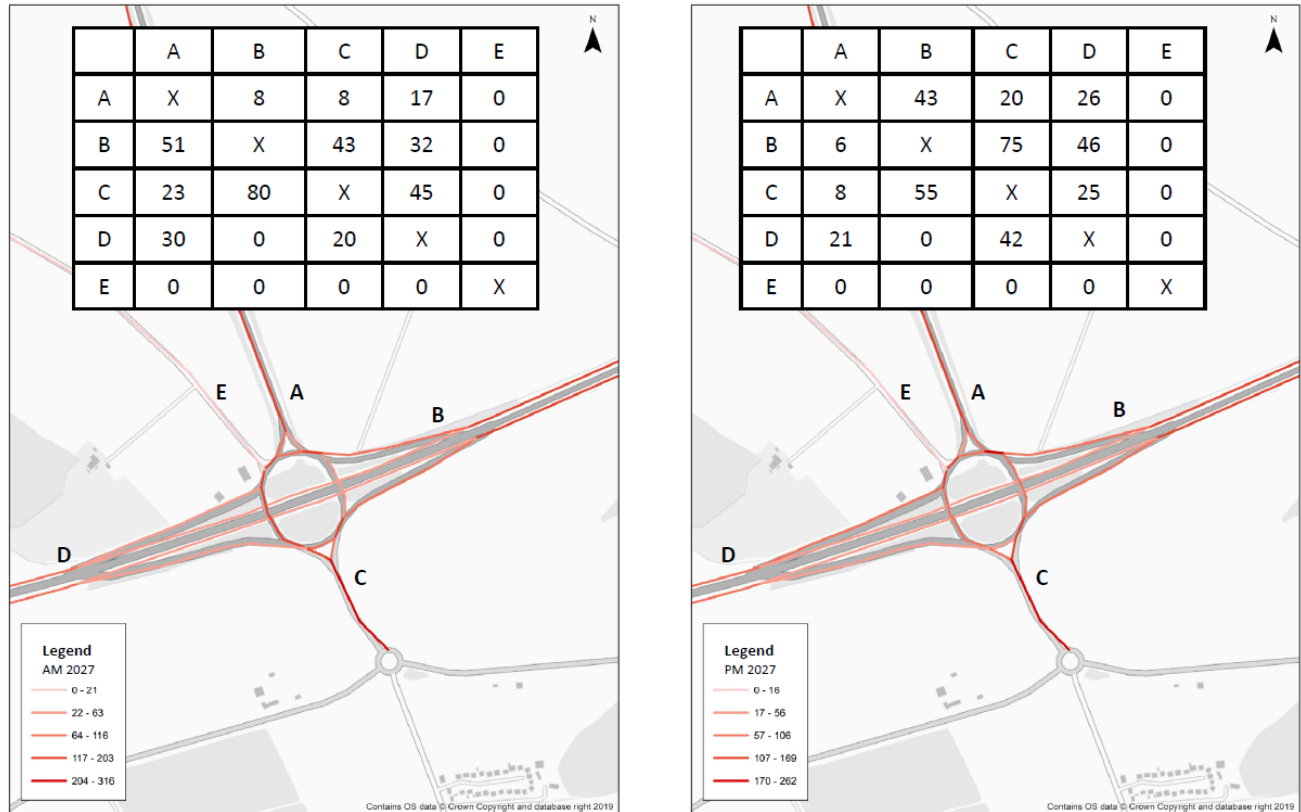 N
A B C D E
A X 8 8 17 0
B 51 X 43 32 0
C 23 80 X 45 0
D 30 0 20 X 0
E 0 0 0 0 X
E
A
B
D
C
Legend
AM 2027
0 - 21
22 - 63
64 - 116
117 - 203
204 - 316
Contains OS data © Crown Copyright and database right 2019
N
A B C D E
A X 43 20 26 0
B 6 X 75 46 0
C 8 55 X 25 0
D 21 0 42 X 0
E 0 0 0 0 X
E
A
B
D
C
Legend
PM 2027
0 - 16
17 - 56
57 - 106
107 - 169
170 - 262
Contains OS data © Crown Copyright and database right 2019